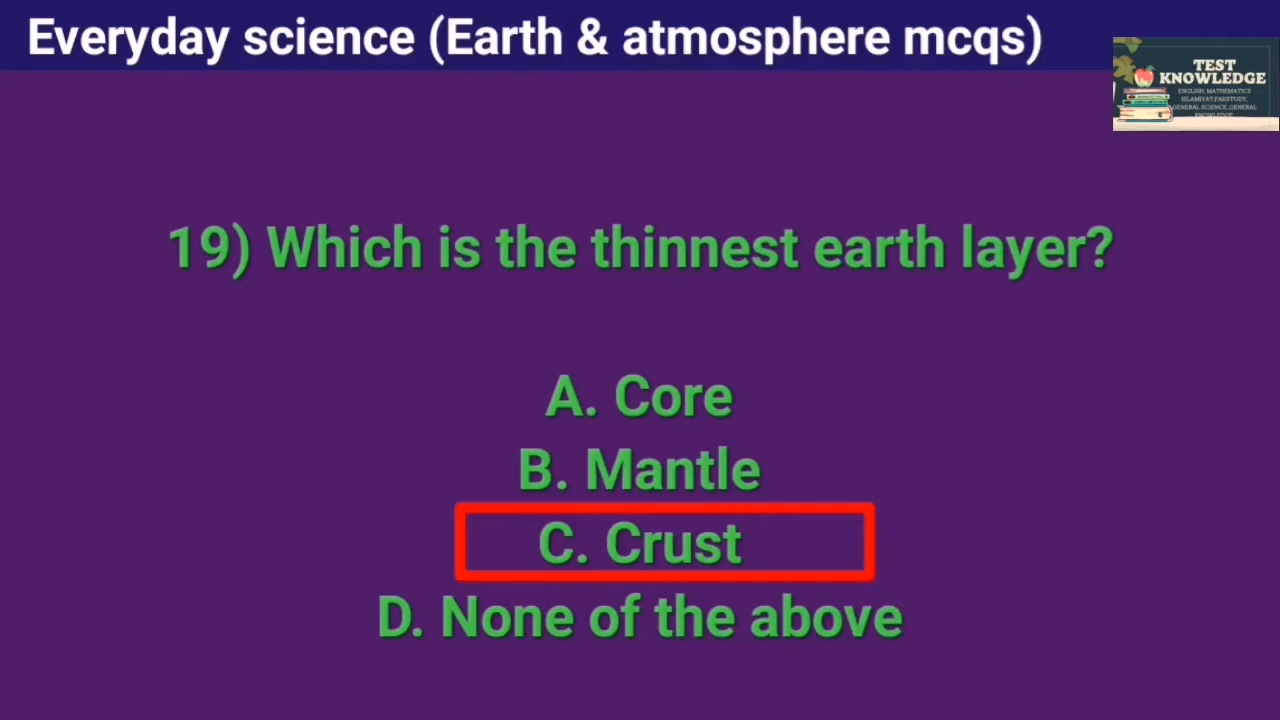 Everyday science (Earth & atmosphere mcqs)
TEST
KNOWLEDGE
ENGLISH, MATHEMATICS
ISLAMIYAT,PAKSTUDY,
GENERAL SCIENCE,,GENERAL
KNOWLEDGE
19) Which is the thinnest earth layer?
A. Core
B. Mantle
C. Crust
D. None of the above